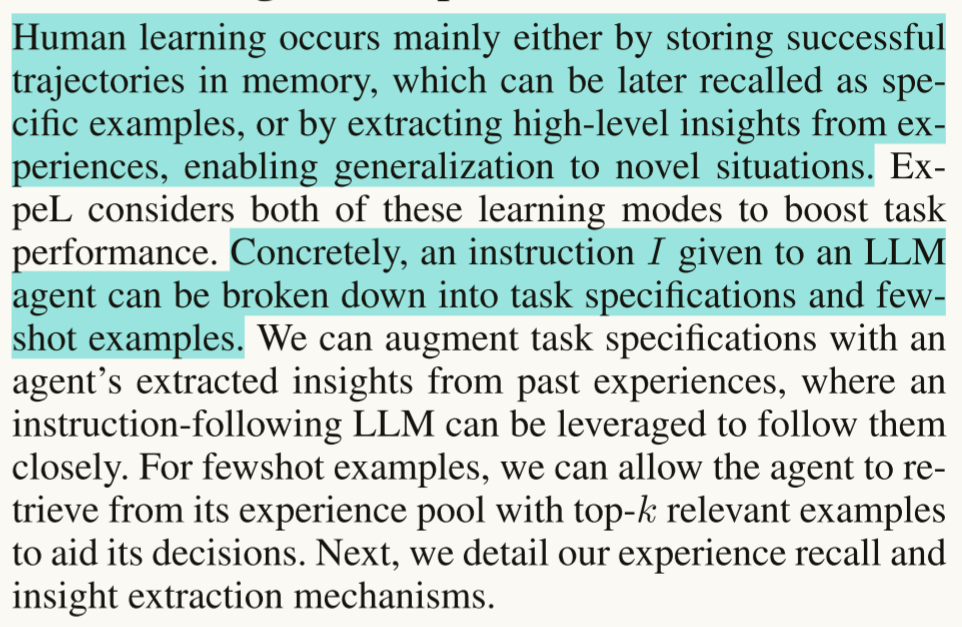 Human learning occurs mainly either by storing successful
trajectories in memory, which can be later recalled as spe-
cific examples, or by extracting high-level insights from ex-
periences, enabling generalization to novel situations. Ex-
peL considers both of these learning modes to boost task
performance. Concretely, an instruction I given to an LLM
agent can be broken down into task specifications and few-
shot examples. We can augment task specifications with an
agent’s extracted insights from past experiences, where an
instruction-following LLM can be leveraged to follow them
closely. For fewshot examples, we can allow the agent to re-
trieve from its experience pool with top-k relevant examples
to aid its decisions. Next, we detail our experience recall and
insight extraction mechanisms.